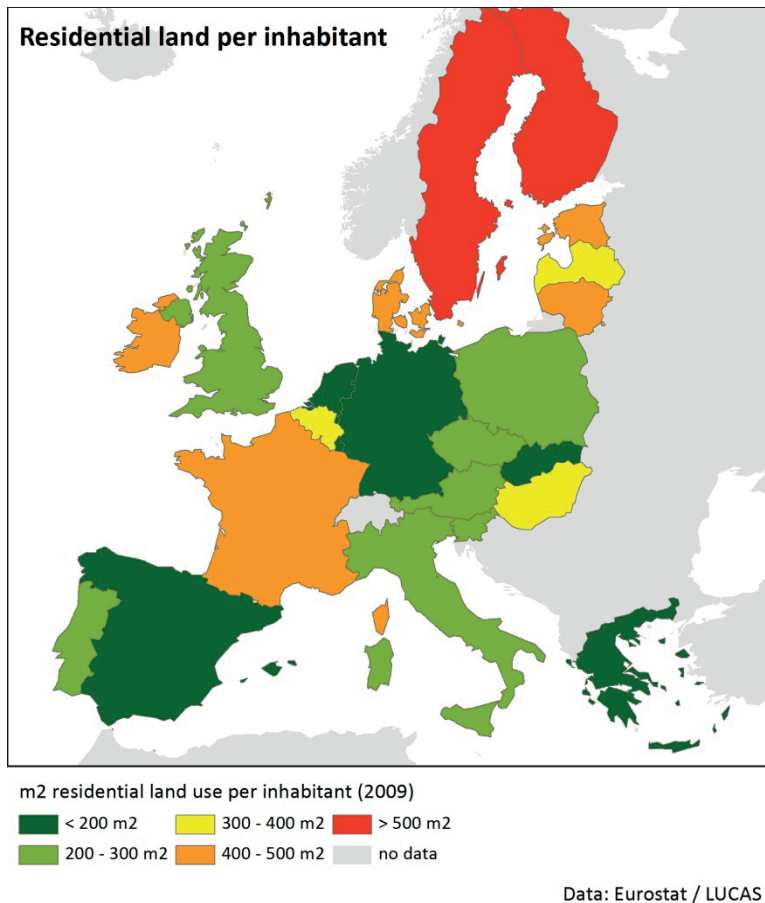 Residential land per inhabitant
m2 residential land use per inhabitant (2009)
< 200 m2
300 - 400 m2
> 500 m2
200 - 300 m2
400 - 500 m2
no data
Data: Eurostat / LUCAS